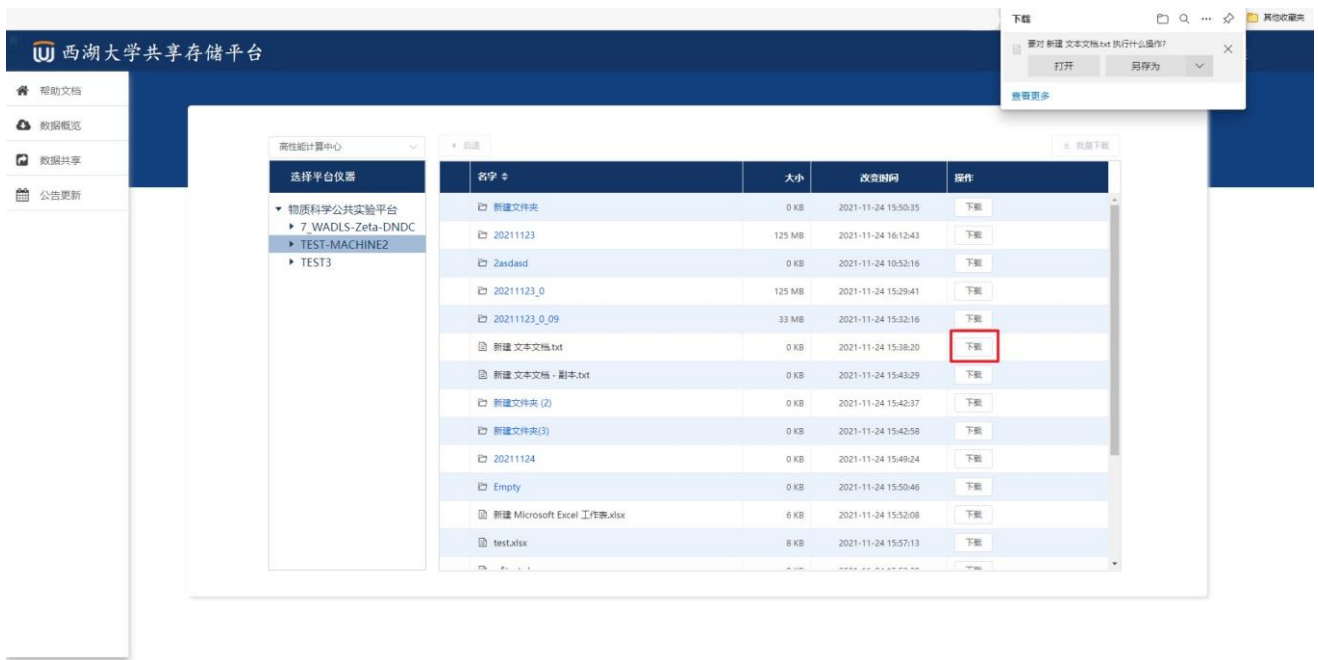 下载
其他收藏夹
要对 新建 文本文档.txt 执行什么操作?
打开 另存为
查看更多
西湖大学共享存储平台
帮助文档
数据概览
数据共享
公告更新
高性能计算中心
后退
批量下载
选择平台仪器
物质科学公共实验平台
7_WADLS-Zeta-DNDC
TEST-MACHINE2
TEST3
名字 大小 改变时间 操作
新建文件夹 0 KB 2021-11-24 15:50:35 下载
20211123 125 MB 2021-11-24 16:12:43 下载
2asdasd 0 KB 2021-11-24 10:52:16 下载
20211123_0 125 MB 2021-11-24 15:29:41 下载
20211123_0_09 33 MB 2021-11-24 15:32:16 下载
新建 文本文档.txt 0 KB 2021-11-24 15:38:20 下载
新建 文本文档 - 副本.txt 0 KB 2021-11-24 15:43:29 下载
新建文件夹 (2) 0 KB 2021-11-24 15:42:37 下载
新建文件夹(3) 0 KB 2021-11-24 15:42:58 下载
20211124 0 KB 2021-11-24 15:49:24 下载
Empty 0 KB 2021-11-24 15:50:46 下载
新建 Microsoft Excel 工作表.xlsx 6 KB 2021-11-24 15:52:08 下载
test.xlsx 8 KB 2021-11-24 15:57:13 下载